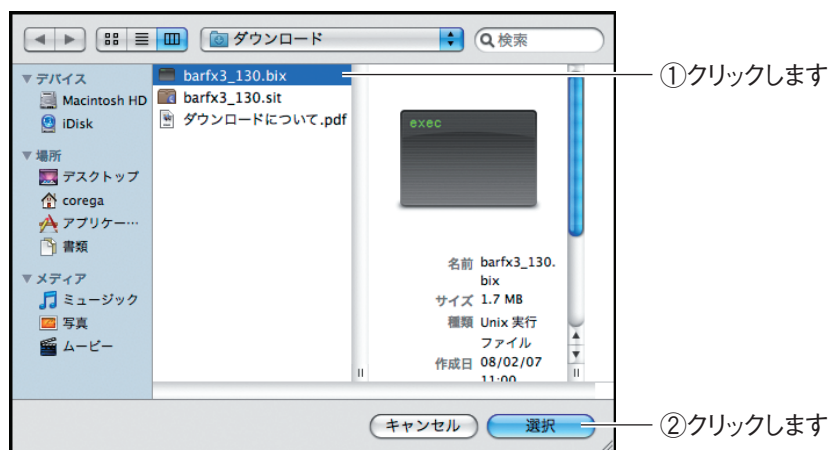 ダウンロード
検索
デバイス
Macintosh HD
iDisk
場所
デスクトップ
corega
アプリケー…
書類
メディア
ミュージック
写真
ムービー
barfx3_130.bix
barfx3_130.sit
ダウンロードについて.pdf
exec
名前 barfx3_130.
bix
サイズ 1.7 MB
種類 Unix 実行
ファイル
作成日 08/02/07
11:00
キャンセル
選択
①クリックします
②クリックします